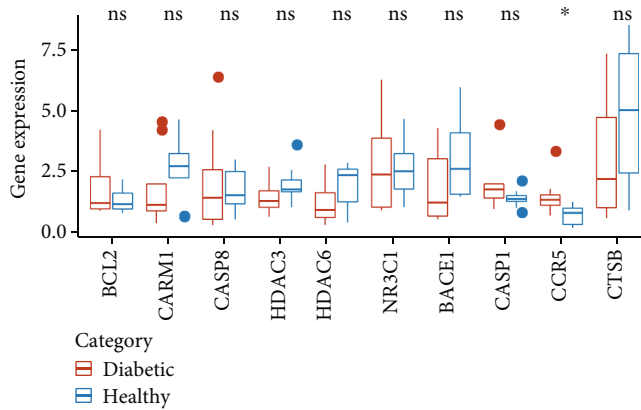 ns ns ns ns ns ns ns ns * ns
Gene expression
7.5
5.0
2.5
0.0
BCL2
CARM1
CASP8
HDAC3
HDAC6
NR3C1
BACE1
CASP1
CCR5
CTSB
Category
Diabetic
Healthy